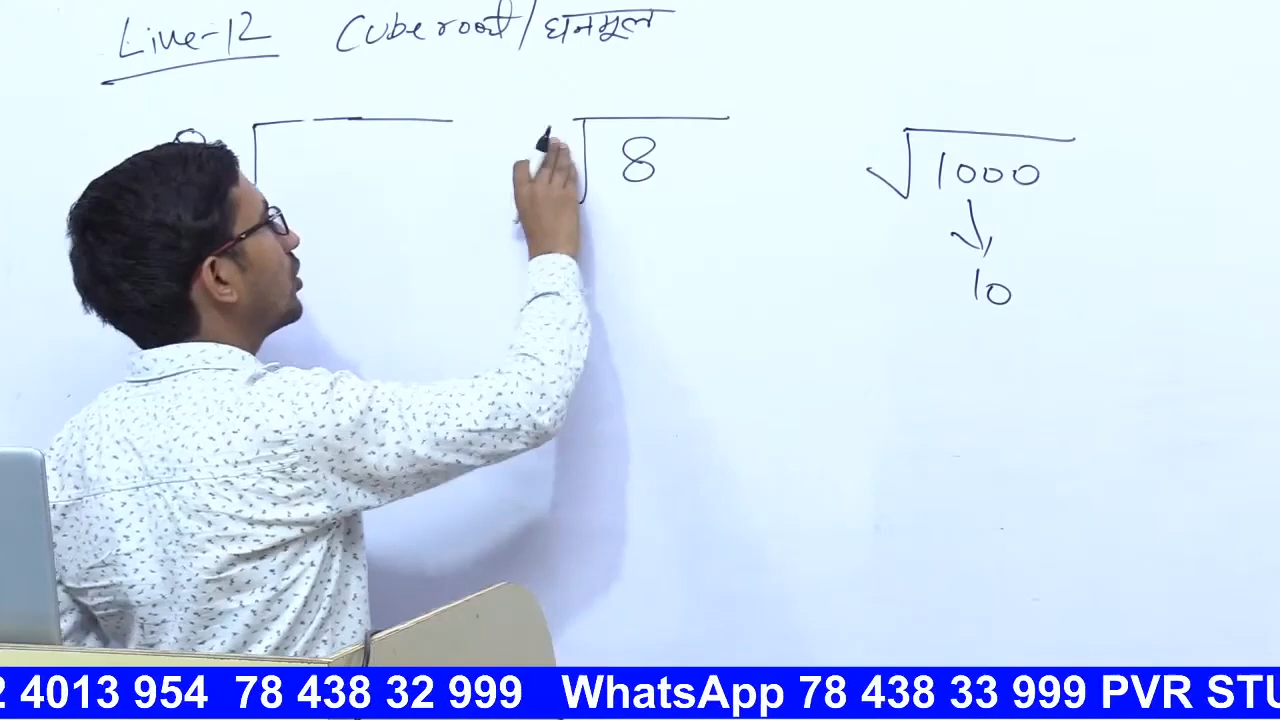 Live-12 Cube root/घनमूल
8
√1000
10
2 4013 954 78 438 32 999 WhatsApp 78 438 33 999 PVR STU